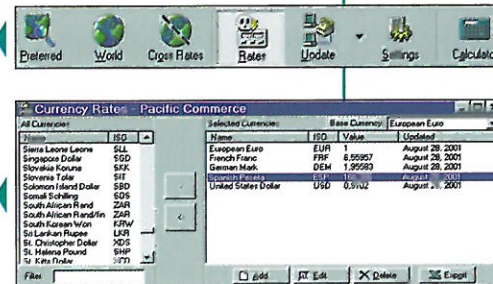 Preferred World Cross Rates Rates Update Settings Calculator
Currency Rates - Pacific Commerce
All Currencies
Name ISO
Sierra Leone Leone SLL
Singapore Dollar SGD
Slovakia Koruna SKK
Slovenia Tolar SIT
Solomon Island Dollar SBD
Somali Schilling SOS
South African Rand ZAR
South African Rand/fin ZAR
South Korean Won KRW
Sri Lankan Rupee LKR
St. Christopher Dollar XDS
St. Helena Pound SHP
St. Kitts Dollar
Filter
Selected Currencies Base Currency European Euro
Name ISO Value Updated
European Euro EUR 1 August 28, 2001
French Franc FRF 6,55957 August 28, 2001
German Mark DEM 1,95583 August 28, 2001
Spanish Peseta ESP August 2001
United States Dollar USD August 2001
Add Edit Delete Export